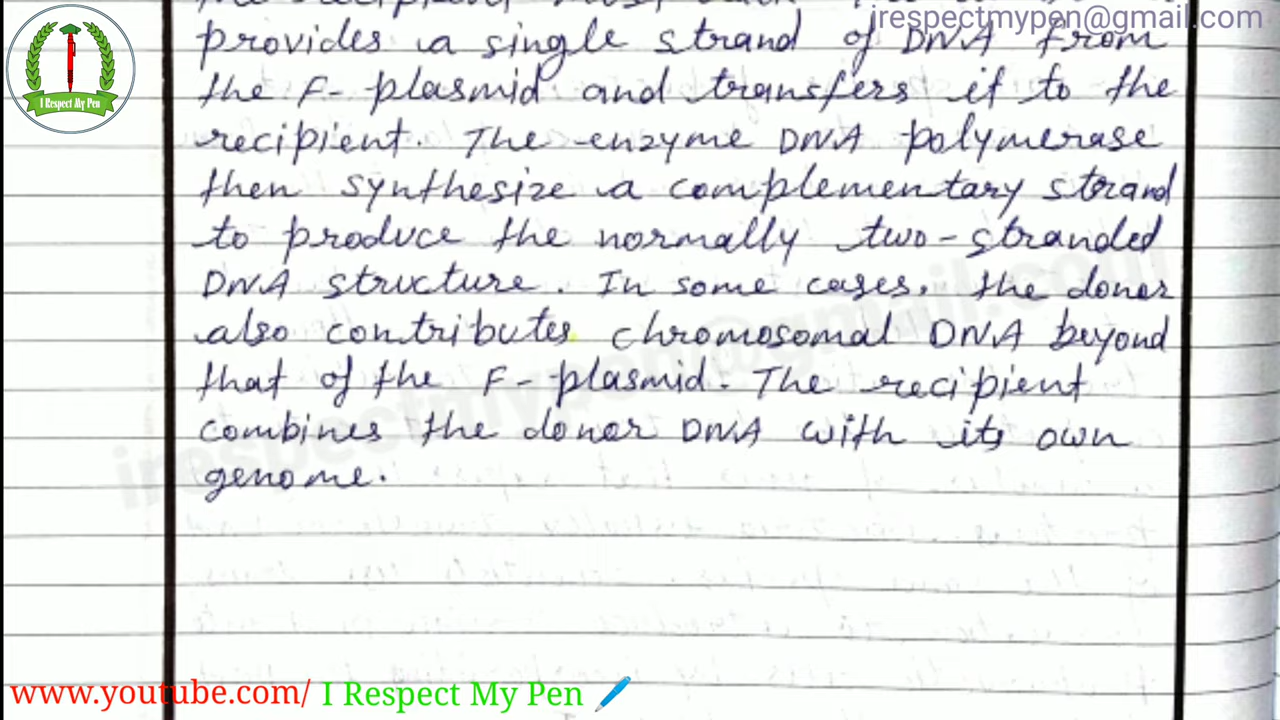 irespectmypen@gmail.com
provides a single strand of DNA from
the F- plasmid and transfers it to the
recipient. The enzyme DNA polymerase
then synthesize a complementary strand
to produce the normally two-stranded
DNA structure. In some cases, the donor
also contributes chromosomal DNA beyond
that of the F-plasmid. The recipient
combines the donor DNA with its own
genome.
irespectmypen@gmail.com
I Respect My Pen
www.youtube.com/ I Respect My Pen